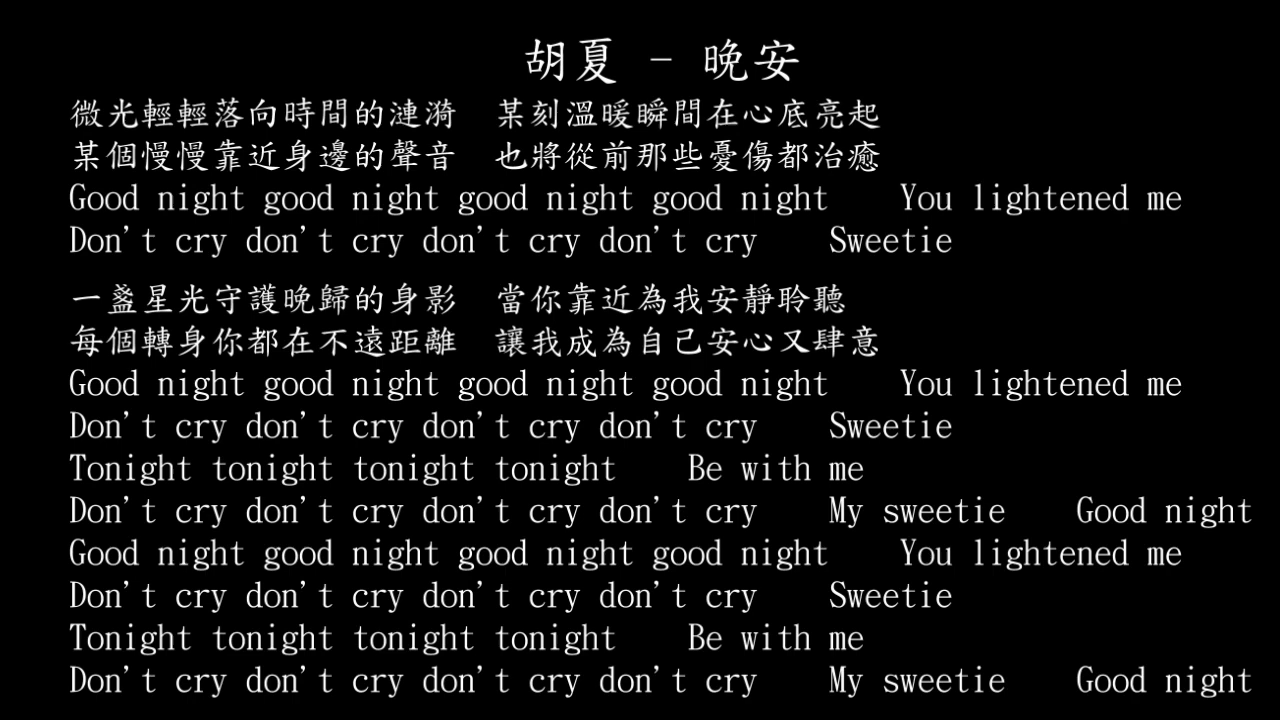 胡夏 - 晚安
微光輕輕落向時間的漣漪　某刻溫暖瞬間在心底亮起
某個慢慢靠近身邊的聲音　也將從前那些憂傷都治癒
Good night good night good night good night　You lightened me
Don't cry don't cry don't cry don't cry　Sweetie
一盞星光守護晚歸的身影　當你靠近為我安靜聆聽
每個轉身你都在不遠距離　讓我成為自己安心又肆意
Good night good night good night good night　You lightened me
Don't cry don't cry don't cry don't cry　Sweetie
Tonight tonight tonight tonight　Be with me
Don't cry don't cry don't cry don't cry　My sweetie　Good night
Good night good night good night good night　You lightened me
Don't cry don't cry don't cry don't cry　Sweetie
Tonight tonight tonight tonight　Be with me
Don't cry don't cry don't cry don't cry　My sweetie　Good night